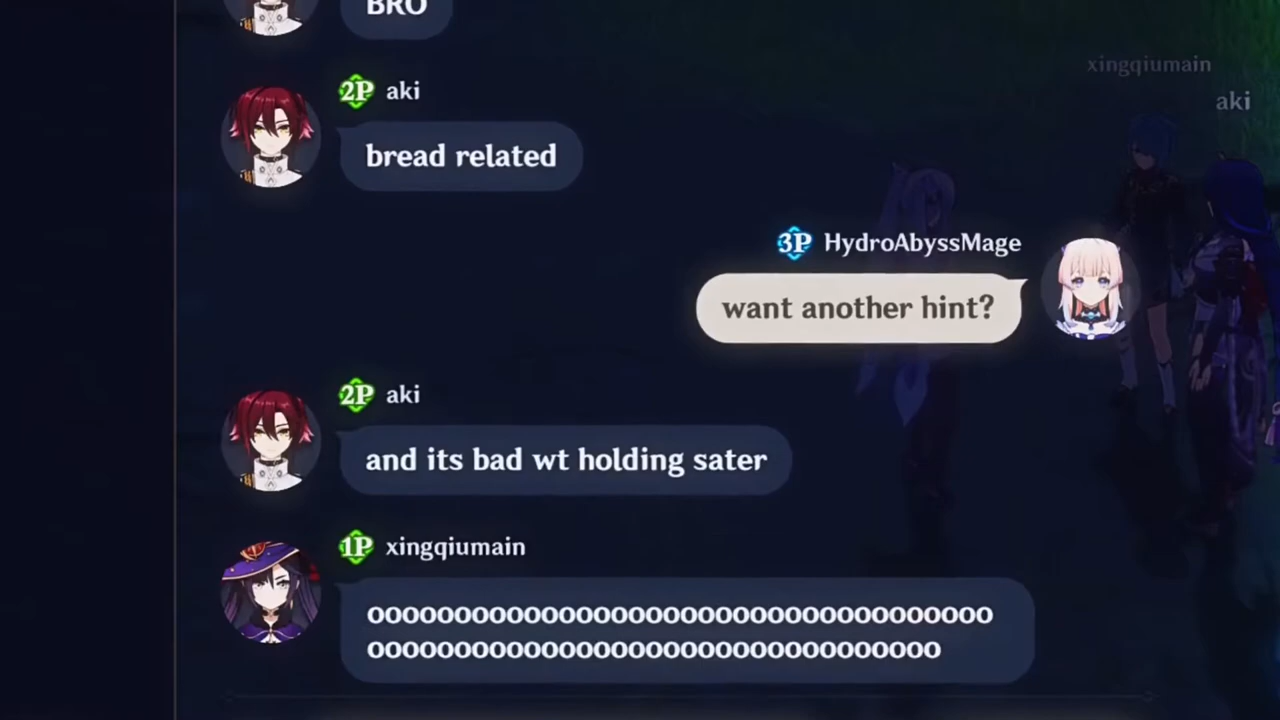 BRO
xingqiumain
aki
2P aki
bread related
3P HydroAbyssMage
want another hint?
2P aki
and its bad wt holding sater
1P xingqiumain
oooooooooooooooooooooooooooooooooooo
ooooooooooooooooooooooooooooooooo